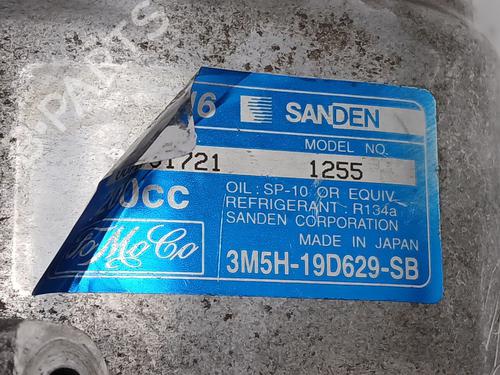 SANDEN
MODEL NO.
1721 1255
OIL : SP-10 OR EQUIV.
REFRIGERANT : R134a
SANDEN CORPORATION
MADE IN JAPAN
FoMoCo 3M5H-19D629-SB